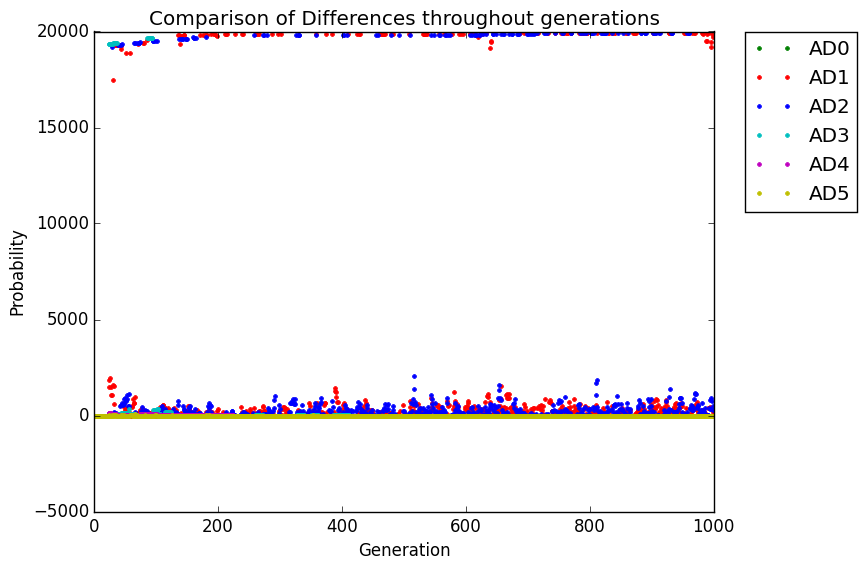 Comparison of Differences throughout generations
20000
15000
10000
5000
0
−5000
Probability
0 200 400 600 800 1000
Generation
AD0
AD1
AD2
AD3
AD4
AD5